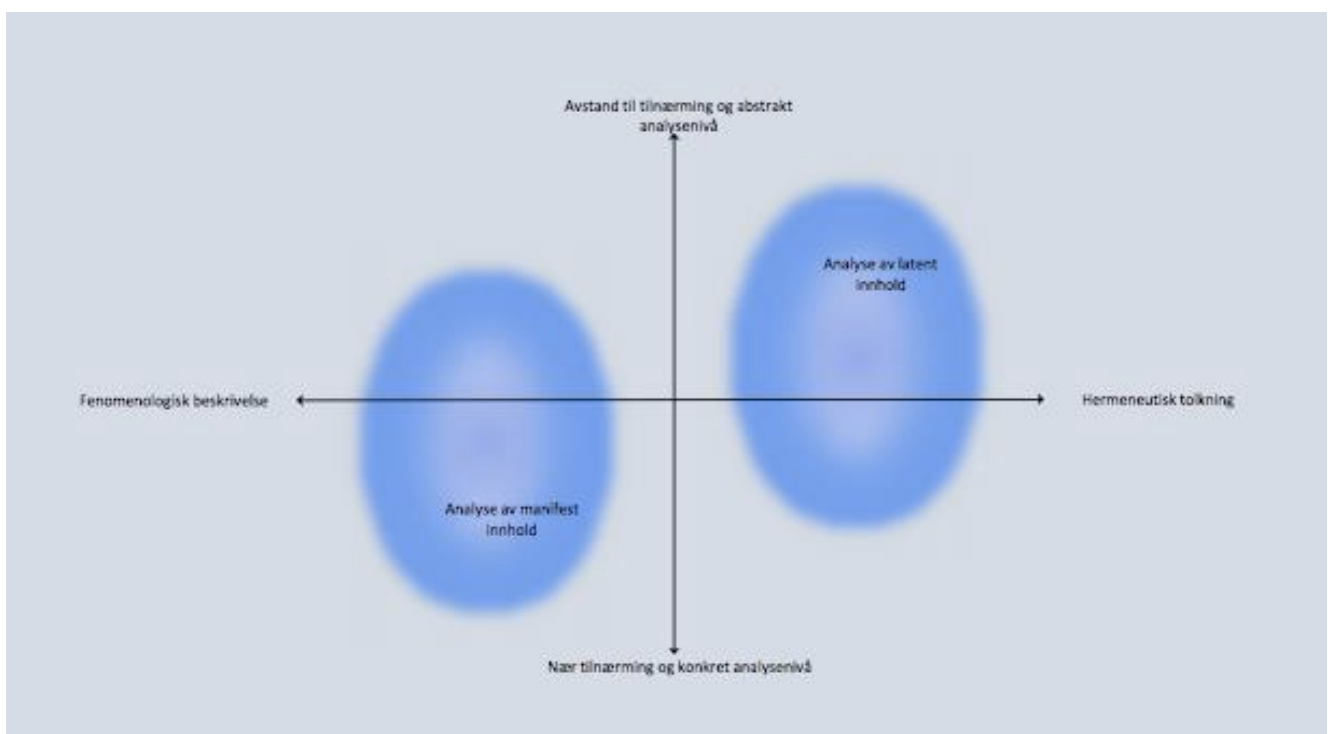 Avstand til tilnærming og abstrakt
analysenivå
Analyse av latent
innhold
Fenomenologisk beskrivelse
Hermeneutisk tolkning
Analyse av manifest
innhold
Nær tilnærming og konkret analysenivå